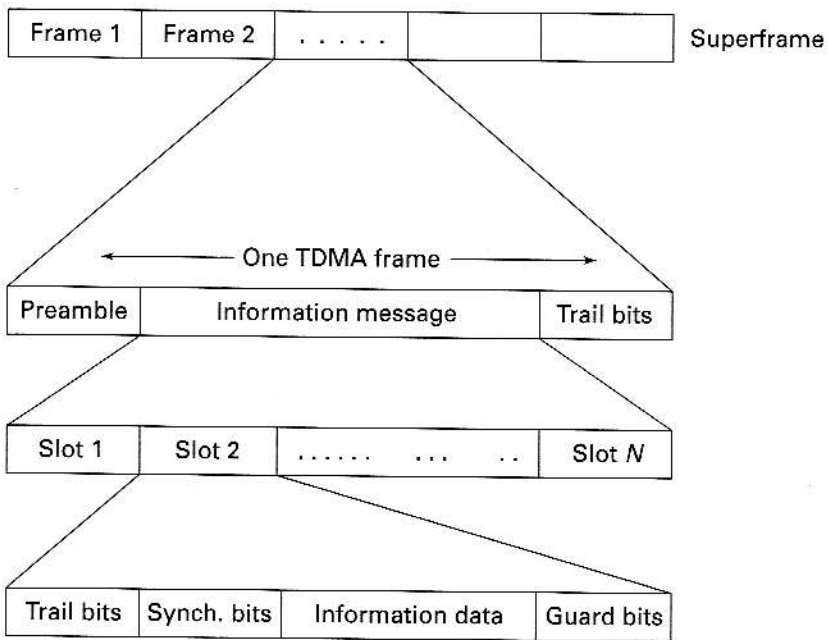 Frame 1 Frame 2 . . . . . Superframe
One TDMA frame
Preamble Information message Trail bits
Slot 1 Slot 2 ...... ... .. Slot N
Trail bits Synch. bits Information data Guard bits